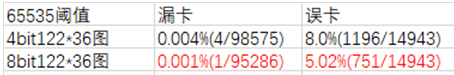 65535阈值 漏卡 误卡
4bit122*36图 0.004%(4/98575) 8.0%(1196/14943)
8bit122*36图 0.001%(1/95286) 5.02%(751/14943)